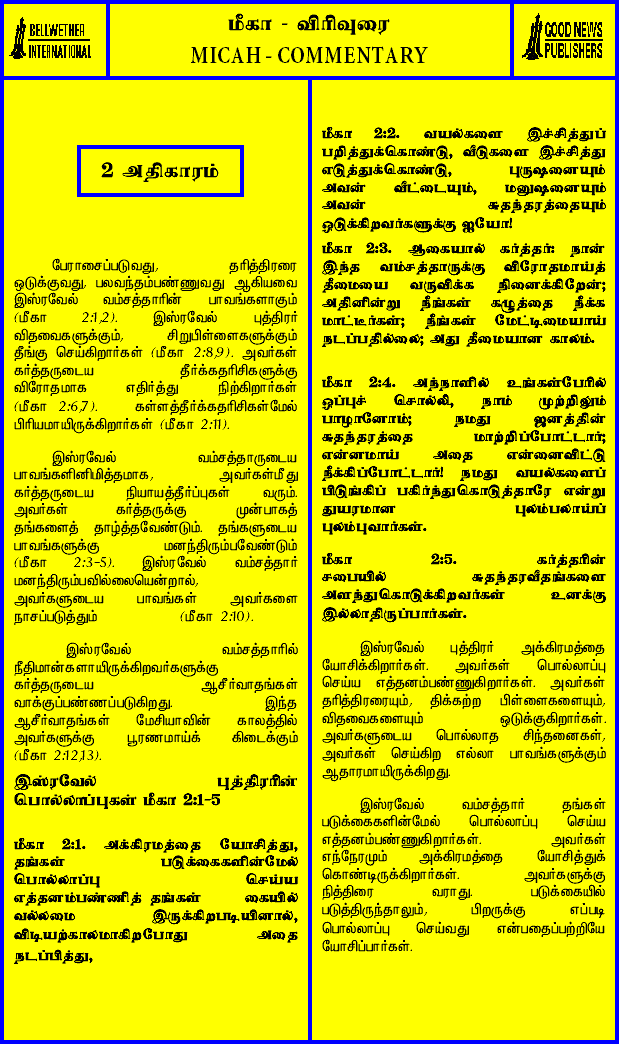 BELLWETHER
INTERNATIONAL
மீகா - விரிவுரை
MICAH - COMMENTARY
GOOD NEWS
PUBLISHERS
2 அதிகாரம்
பேராசைப்படுவது, தரித்திரரை
ஒடுக்குவது, பலவந்தம்பண்ணுவது ஆகியவை
இஸ்ரவேல் வம்சத்தாரின் பாவங்களாகும்
(மீகா 2:1,2). இஸ்ரவேல் புத்திரர்
விதவைகளுக்கும், சிறுபிள்ளைகளுக்கும்
தீங்கு செய்கிறார்கள் (மீகா 2:8,9). அவர்கள்
கர்த்தருடைய தீர்க்கதரிசிகளுக்கு
விரோதமாக எதிர்த்து நிற்கிறார்கள்
(மீகா 2:6,7). கள்ளத்தீர்க்கதரிசிகள்மேல்
பிரியமாயிருக்கிறார்கள் (மீகா 2:11).
இஸ்ரவேல் வம்சத்தாருடைய
பாவங்களினிமித்தமாக, அவர்கள்மீது
கர்த்தருடைய நியாயத்தீர்ப்புகள் வரும்.
அவர்கள் கர்த்தருக்கு முன்பாகத்
தங்களைத் தாழ்த்தவேண்டும். தங்களுடைய
பாவங்களுக்கு மனந்திரும்பவேண்டும்
(மீகா 2:3-5). இஸ்ரவேல் வம்சத்தார்
மனந்திரும்பவில்லையென்றால்,
அவர்களுடைய பாவங்கள் அவர்களை
நாசப்படுத்தும் (மீகா 2:10).
இஸ்ரவேல் வம்சத்தாரில்
நீதிமான்களாயிருக்கிறவர்களுக்கு
கர்த்தருடைய ஆசீர்வாதங்கள்
வாக்குப்பண்ணப்படுகிறது. இந்த
ஆசீர்வாதங்கள் மேசியாவின் காலத்தில்
அவர்களுக்கு பூரணமாய்க் கிடைக்கும்
(மீகா 2:12,13).
இஸ்ரவேல் புத்திரரின்
பொல்லாப்புகள் மீகா 2:1-5
மீகா 2:1. அக்கிரமத்தை யோசித்து,
தங்கள் படுக்கைகளின்மேல்
பொல்லாப்பு செய்ய
எத்தனம்பண்ணித் தங்கள் கையில்
வல்லமை இருக்கிறபடியினால்,
விடியற்காலமாகிறபோது அதை
நடப்பித்து,
மீகா 2:2. வயல்களை இச்சித்துப்
பறித்துக்கொண்டு, வீடுகளை இச்சித்து
எடுத்துக்கொண்டு, புருஷனையும்
அவன் வீட்டையும், மனுஷனையும்
அவன் சுதந்தரத்தையும்
ஒடுக்கிறவர்களுக்கு ஐயோ!
மீகா 2:3. ஆகையால் கர்த்தர்: நான்
இந்த வம்சத்தாருக்கு விரோதமாய்த்
தீமையை வருவிக்க நினைக்கிறேன்;
அதினின்று நீங்கள் கழுத்தை நீக்க
மாட்டீர்கள்; நீங்கள் மேட்டிமையாய்
நடப்பதில்லை; அது தீமையான காலம்.
மீகா 2:4. அந்நாளில் உங்கள்பேரில்
ஒப்புச் சொல்லி, நாம் முற்றிலும்
பாழானோம்; நமது ஜனத்தின்
சுதந்தரத்தை மாற்றிப்போட்டார்;
என்னமாய் அதை என்னைவிட்டு
நீக்கிப்போட்டார்! நமது வயல்களைப்
பிடுங்கிப் பகிர்ந்துகொடுத்தாரே என்று
துயரமான புலம்பலாய்ப்
புலம்புவார்கள்.
மீகா 2:5. கர்த்தரின்
சபையில் சுதந்தரவீதங்களை
அளந்துகொடுக்கிறவர்கள் உனக்கு
இல்லாதிருப்பார்கள்.
இஸ்ரவேல் புத்திரர் அக்கிரமத்தை
யோசிக்கிறார்கள். அவர்கள் பொல்லாப்பு
செய்ய எத்தனம்பண்ணுகிறார்கள். அவர்கள்
தரித்திரரையும், திக்கற்ற பிள்ளைகளையும்,
விதவைகளையும் ஒடுக்குகிறார்கள்.
அவர்களுடைய பொல்லாத சிந்தனைகள்,
அவர்கள் செய்கிற எல்லா பாவங்களுக்கும்
ஆதாரமாயிருக்கிறது.
இஸ்ரவேல் வம்சத்தார் தங்கள்
படுக்கைகளின்மேல் பொல்லாப்பு செய்ய
எத்தனம்பண்ணுகிறார்கள். அவர்கள்
எந்நேரமும் அக்கிரமத்தை யோசித்துக்
கொண்டிருக்கிறார்கள். அவர்களுக்கு
நித்திரை வராது. படுக்கையில்
படுத்திருந்தாலும், பிறருக்கு எப்படி
பொல்லாப்பு செய்வது என்பதைப்பற்றியே
யோசிப்பார்கள்.